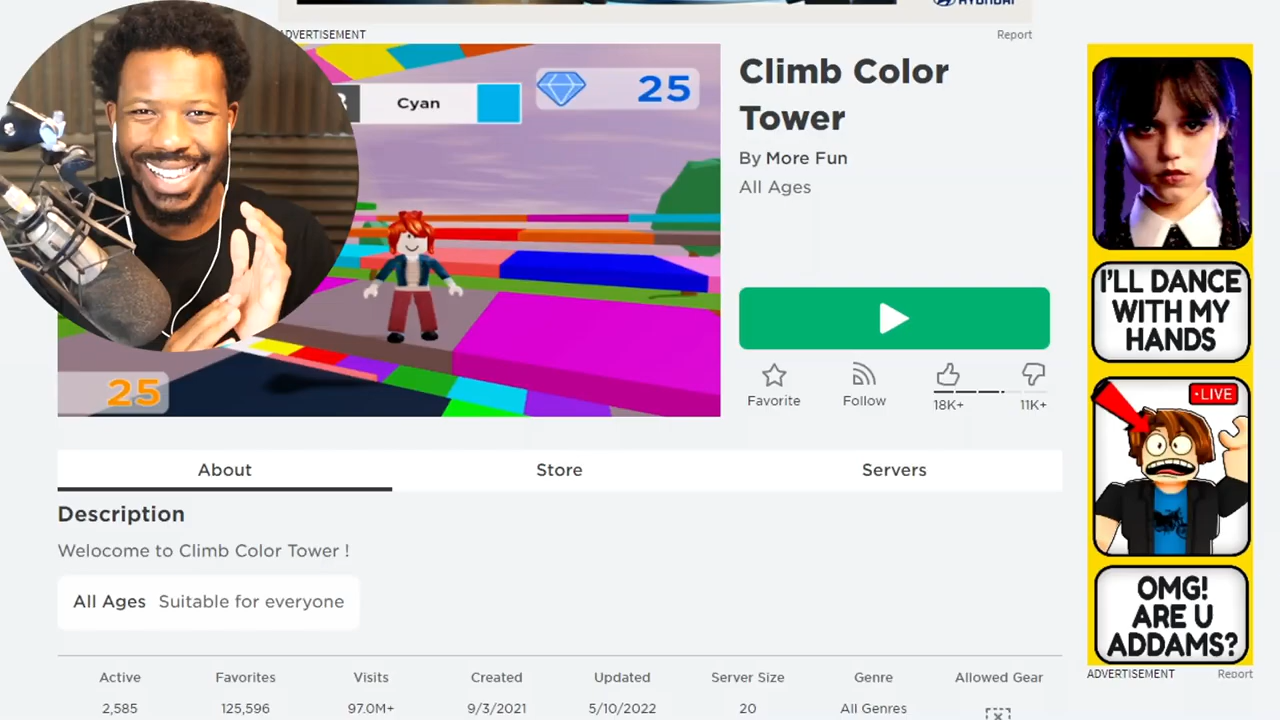 HYUNDAI
ADVERTISEMENT
Report
Cyan
25
25
Climb Color
Tower
By More Fun
All Ages
Favorite
Follow
18K+
11K+
About
Store
Servers
Description
Welocome to Climb Color Tower !
All Ages Suitable for everyone
Active
Favorites
Visits
Created
Updated
Server Size
Genre
Allowed Gear
2,585
125,596
97.0M+
9/3/2021
5/10/2022
20
All Genres
I'LL DANCE
WITH MY
HANDS
LIVE
OMG!
ARE U
ADDAMS?
ADVERTISEMENT
Report